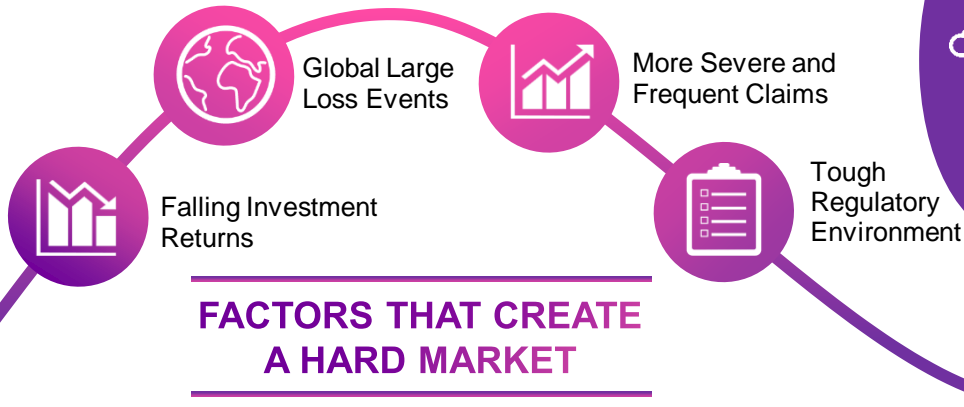 Global Large
Loss Events
More Severe and
Frequent Claims
Falling Investment
Returns
Tough
Regulatory
Environment
FACTORS THAT CREATE
A HARD MARKET